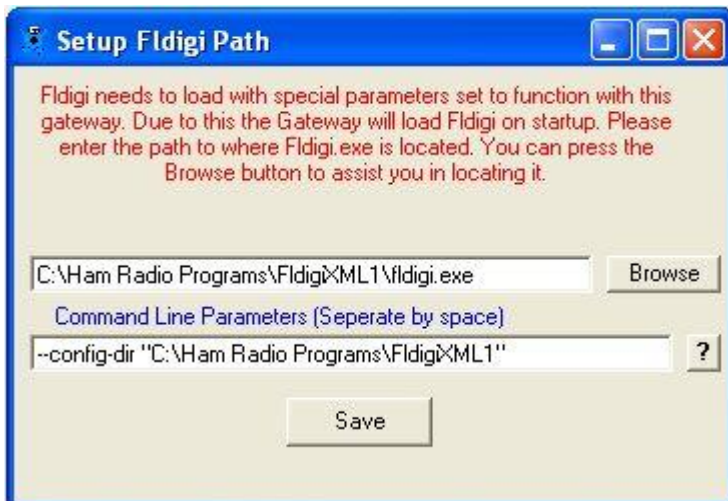 Setup Fldigi Path
Fldigi needs to load with special parameters set to function with this
gateway. Due to this the Gateway will load Fldigi on startup. Please
enter the path to where Fldigi.exe is located. You can press the
Browse button to assist you in locating it.
C:\Ham Radio Programs\FldigiXML1\fldigi.exe
Browse
Command Line Parameters (Seperate by space)
--config-dir "C:\Ham Radio Programs\FldigiXML1"
?
Save